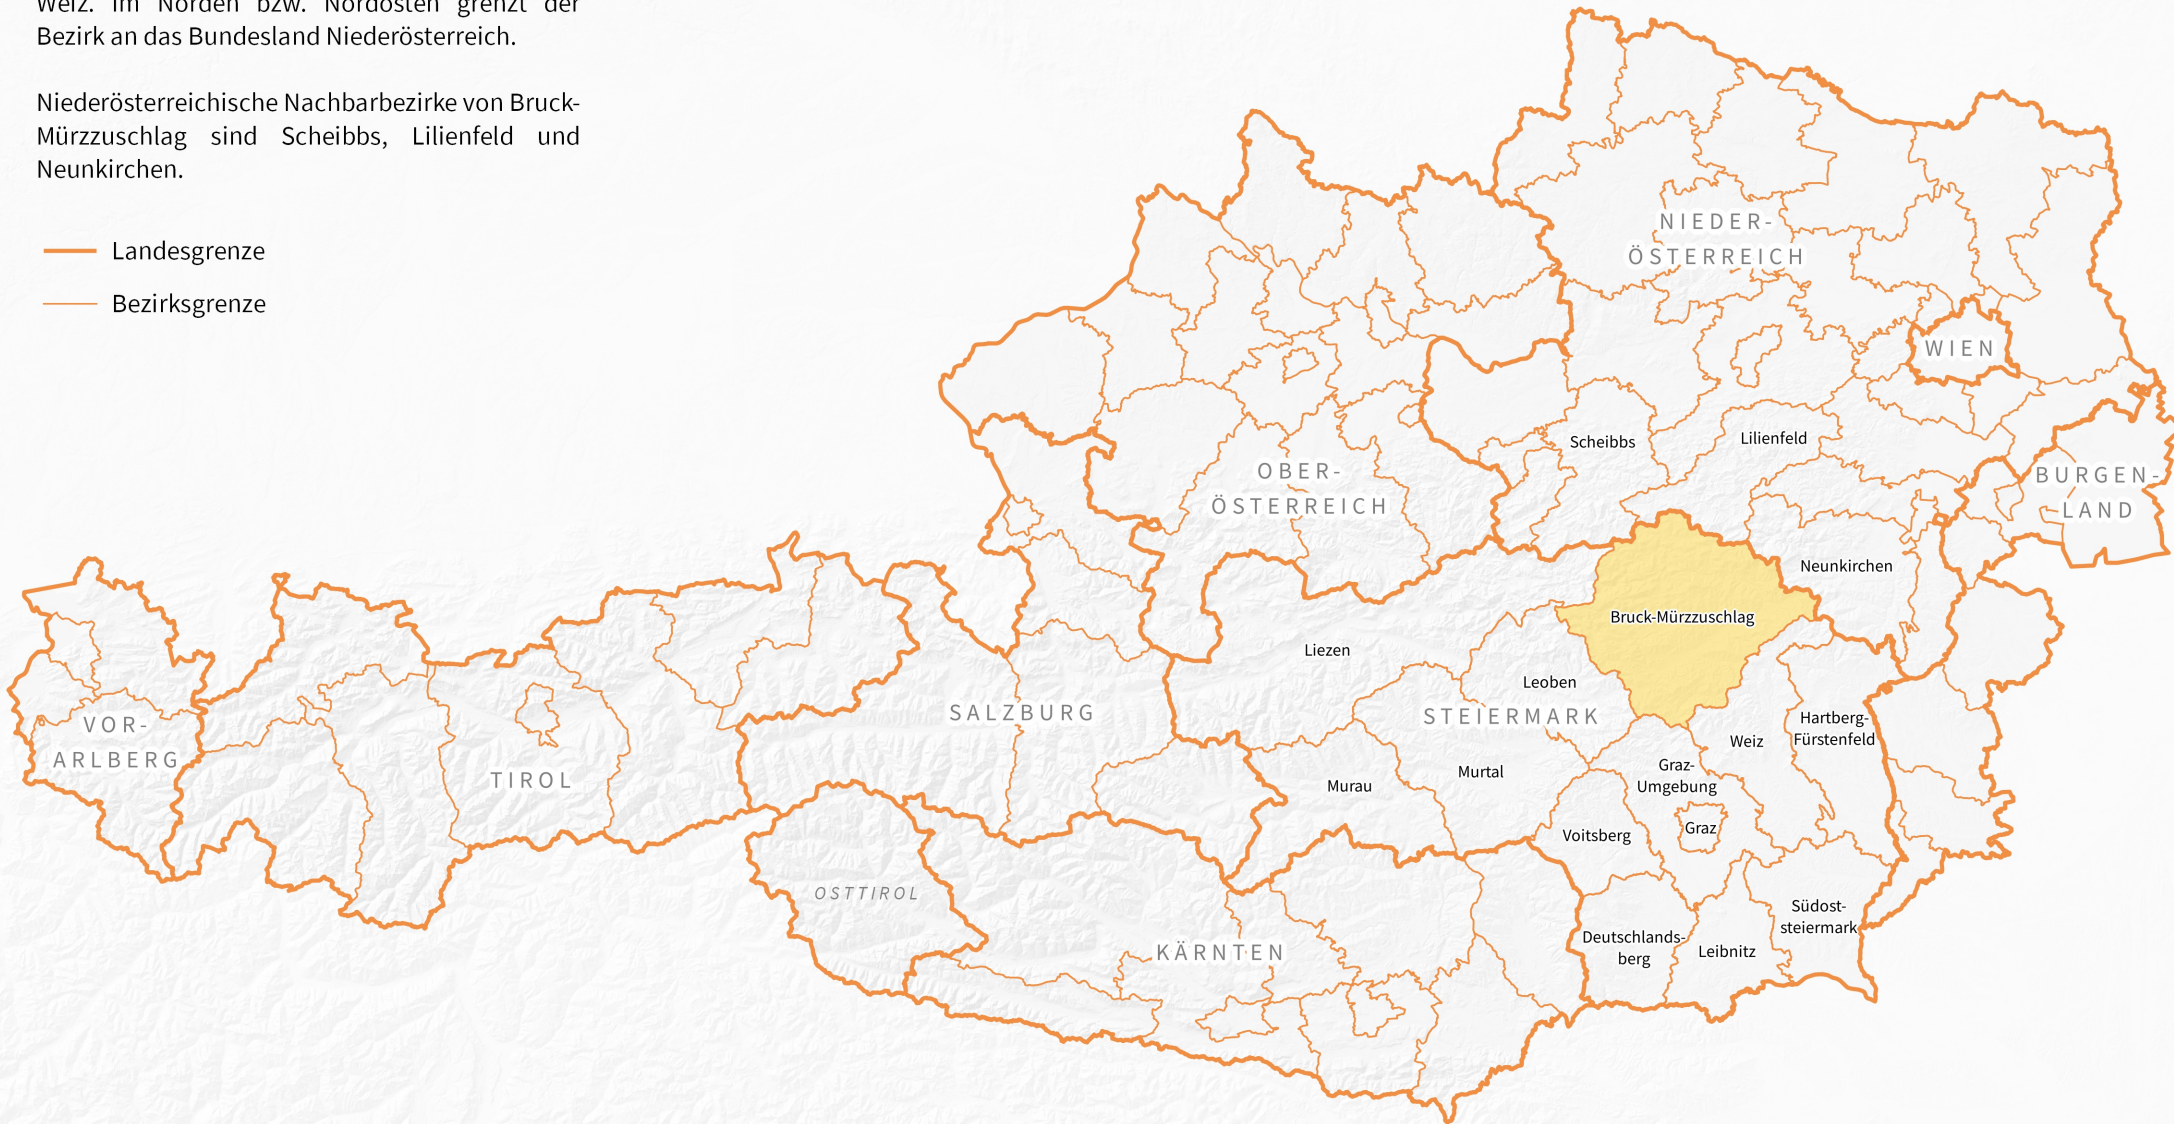 Weiz. Im Norden bzw. Nordosten grenzt der
Bezirk an das Bundesland Niederösterreich.
Niederösterreichische Nachbarbezirke von Bruck-
Mürzzuschlag sind Scheibbs, Lilienfeld und
Neunkirchen.
Landesgrenze
Bezirksgrenze
NIEDER-
ÖSTERREICH
WIEN
Scheibbs
Lilienfeld
OBER-
ÖSTERREICH
BURGEN-
LAND
Neunkirchen
Bruck-Mürzzuschlag
Liezen
Leoben
STEIERMARK
SALZBURG
VOR-
ARLBERG
TIROL
Hartberg-
Fürstenfeld
Weiz
Graz-
Umgebung
Murau
Murtal
Voitsberg
Graz
OSTTIROL
KÄRNTEN
Deutschlands-
berg
Leibnitz
Südost-
steiermark